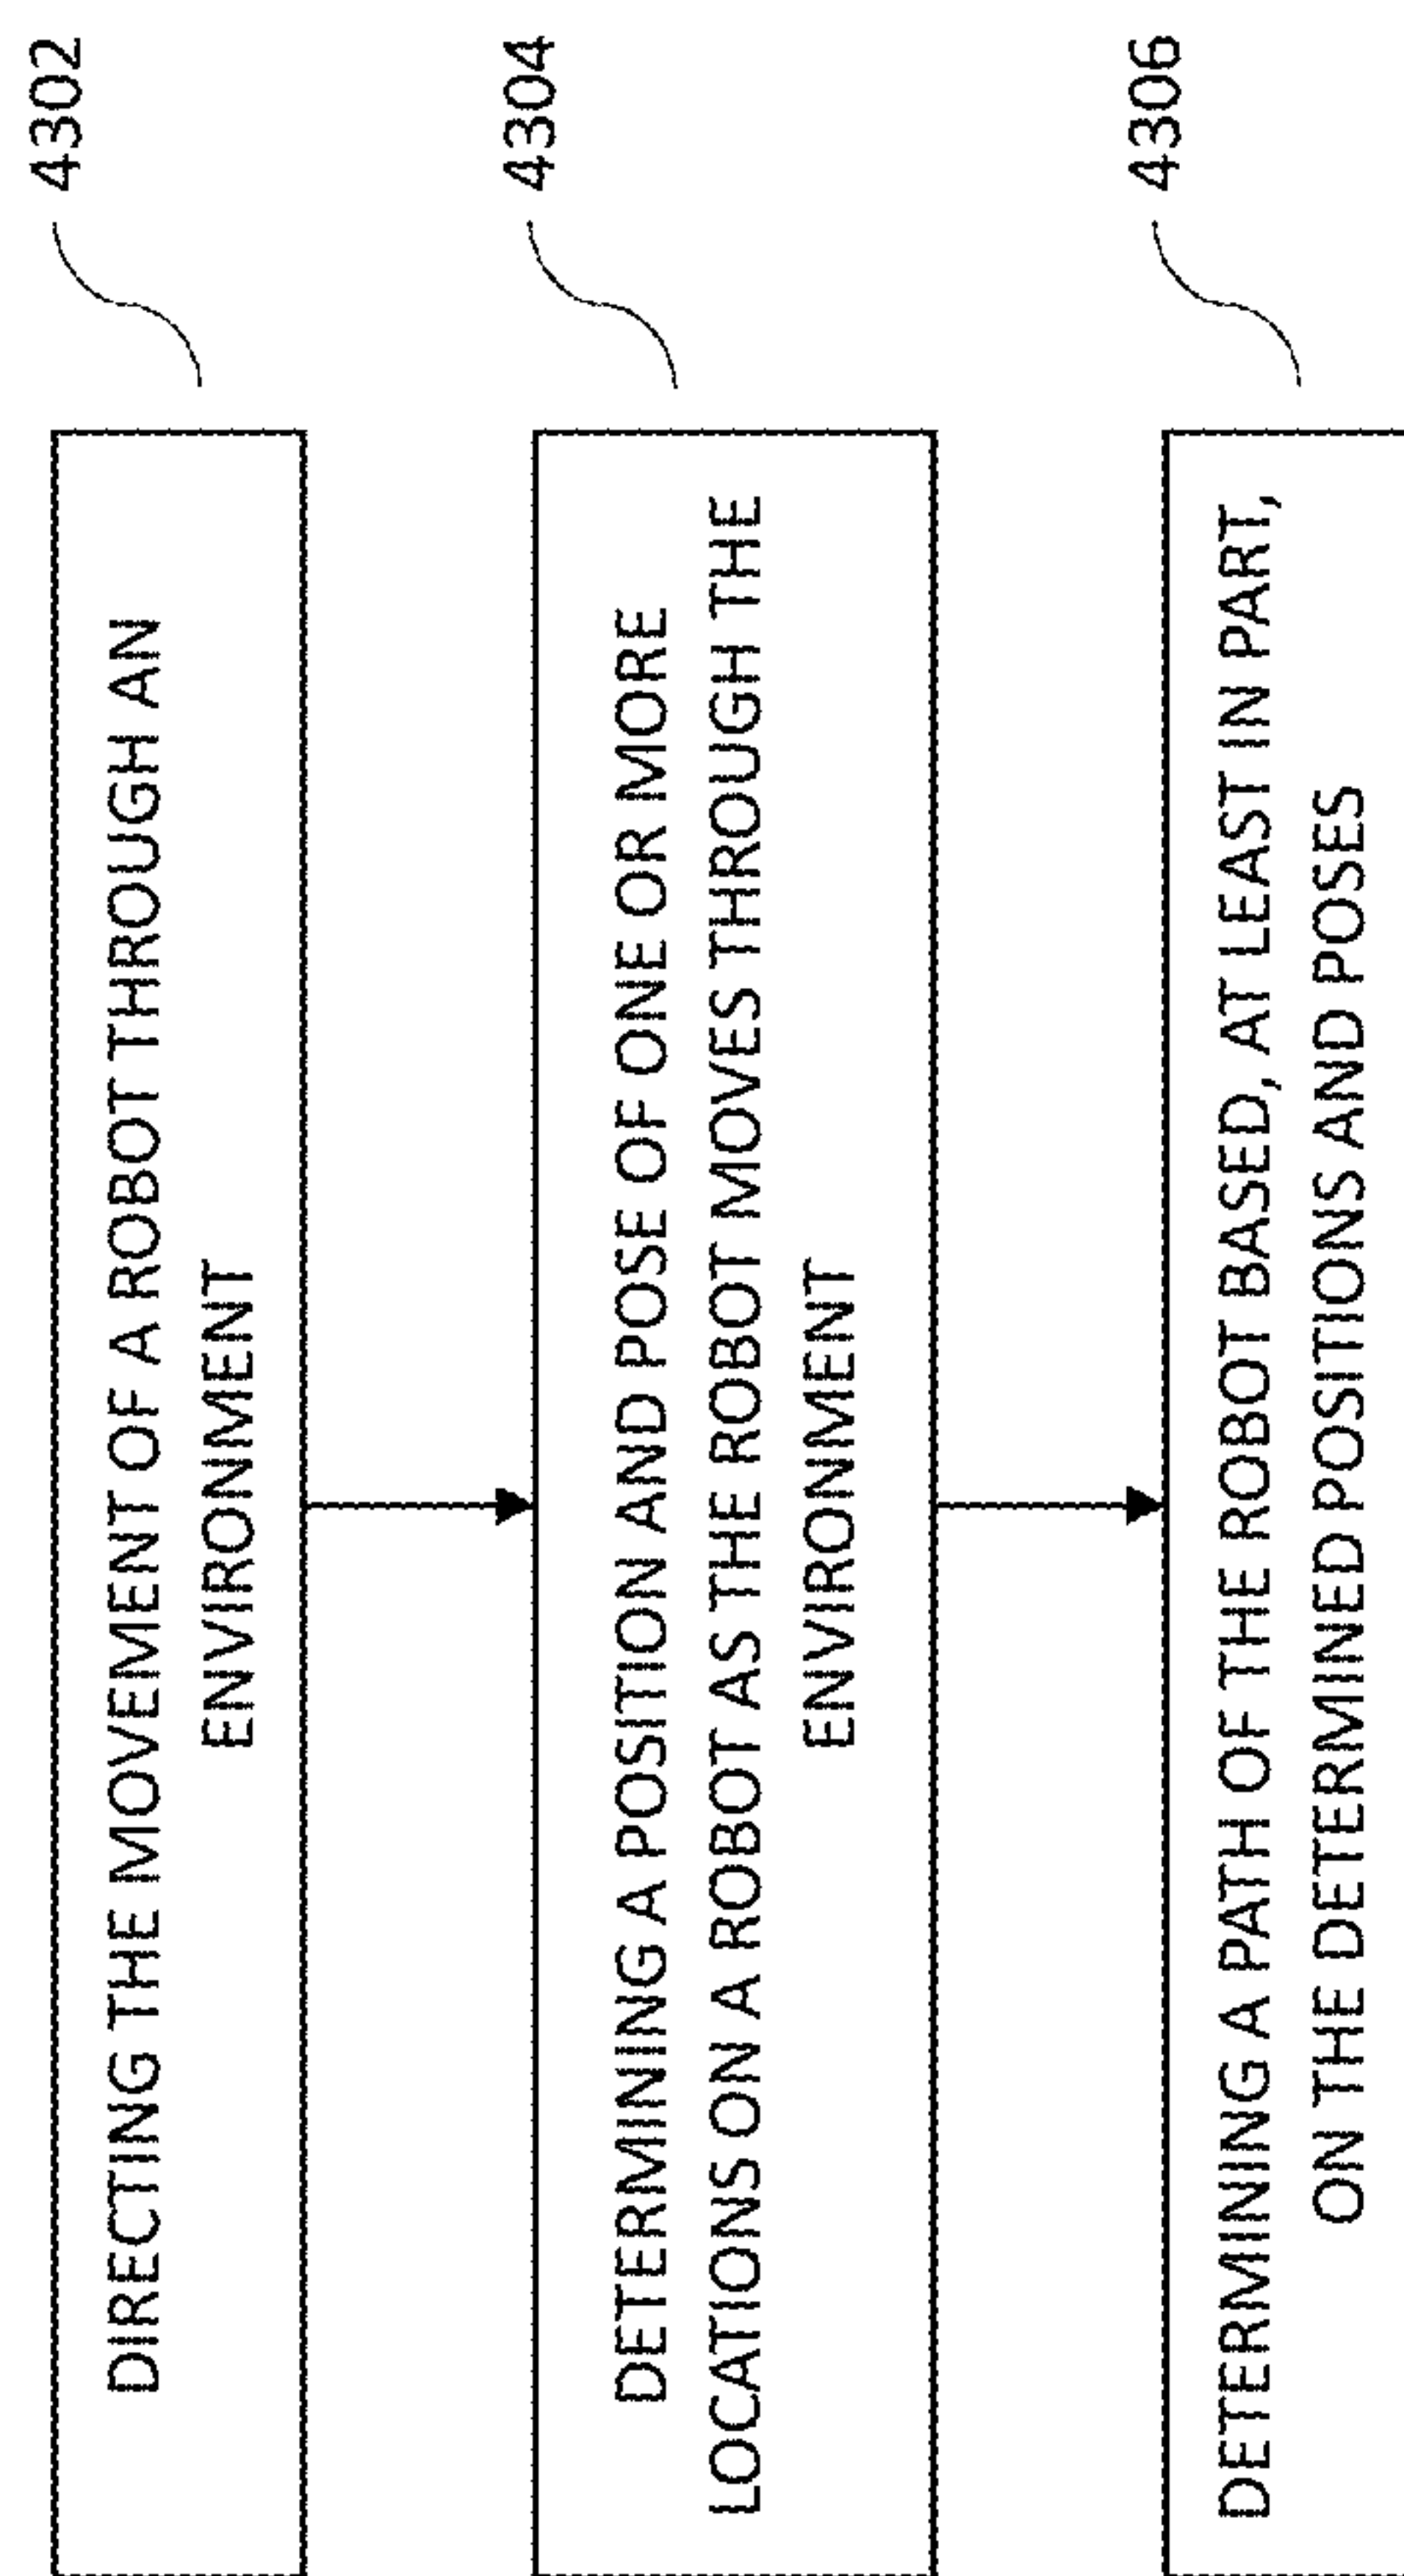 4302
DIRECTING THE MOVEMENT OF A ROBOT THROUGH AN
ENVIRONMENT
4304
DETERMINING A POSITION AND POSE OF ONE OR MORE
LOCATIONS ON A ROBOT AS THE ROBOT MOVES THROUGH THE
ENVIRONMENT
4306
DETERMINING A PATH OF THE ROBOT BASED, AT LEAST IN PART,
ON THE DETERMINED POSITIONS AND POSES